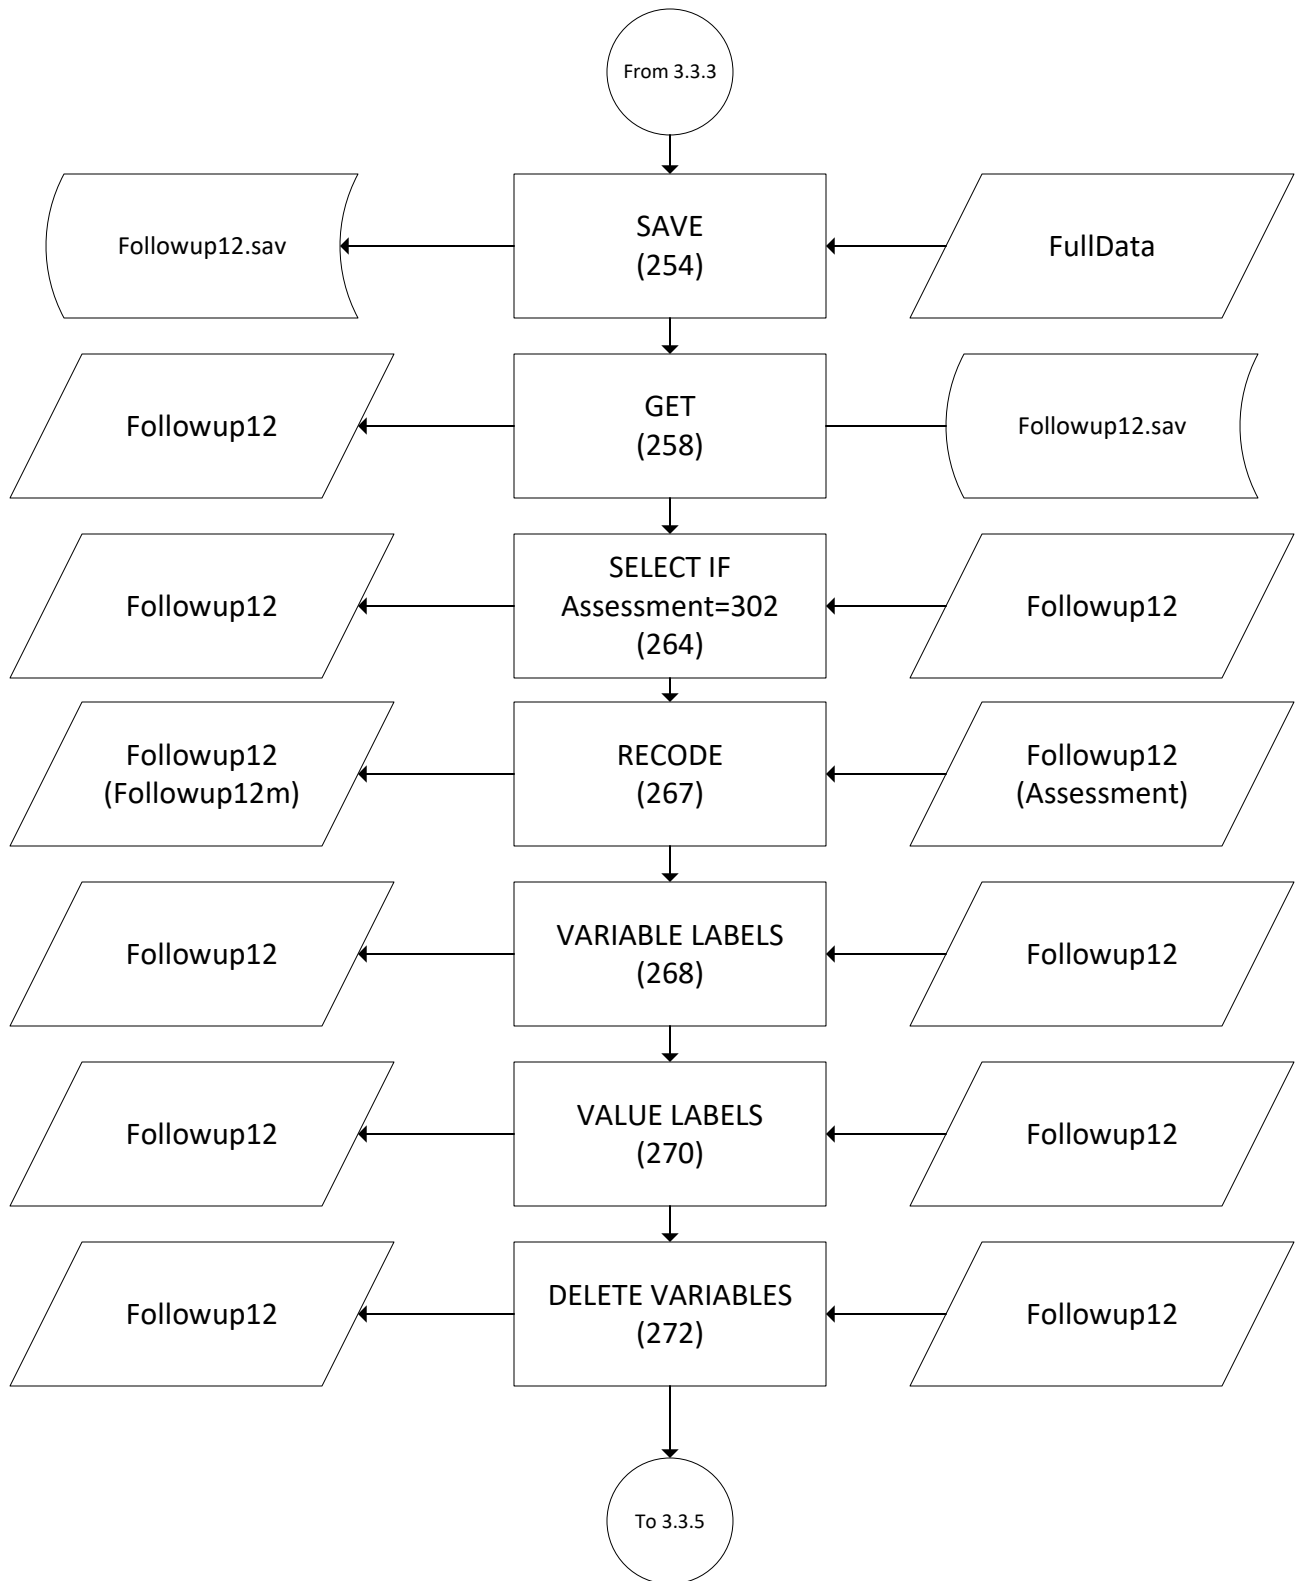 From 3.3.3
Followup12.sav
SAVE
(254)
FullData
Followup12
GET
(258)
Followup12.sav
Followup12
SELECT IF
Assessment=302
(264)
Followup12
Followup12
(Followup12m)
RECODE
(267)
Followup12
(Assessment)
Followup12
VARIABLE LABELS
(268)
Followup12
Followup12
VALUE LABELS
(270)
Followup12
Followup12
DELETE VARIABLES
(272)
Followup12
To 3.3.5